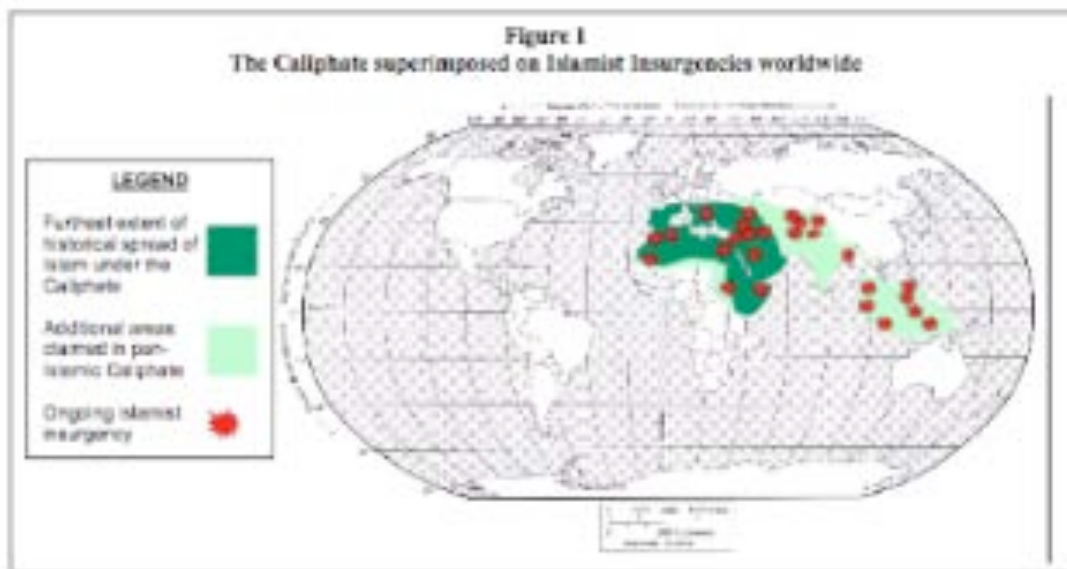 Figure 1
The Caliphate superimposed on Islamist Insurgencies worldwide
LEGEND
Furthest extent of
historical spread of
Islam under the
Caliphate
Additional areas
claimed in pan-
Islamic Caliphate
Ongoing Islamist
insurgency